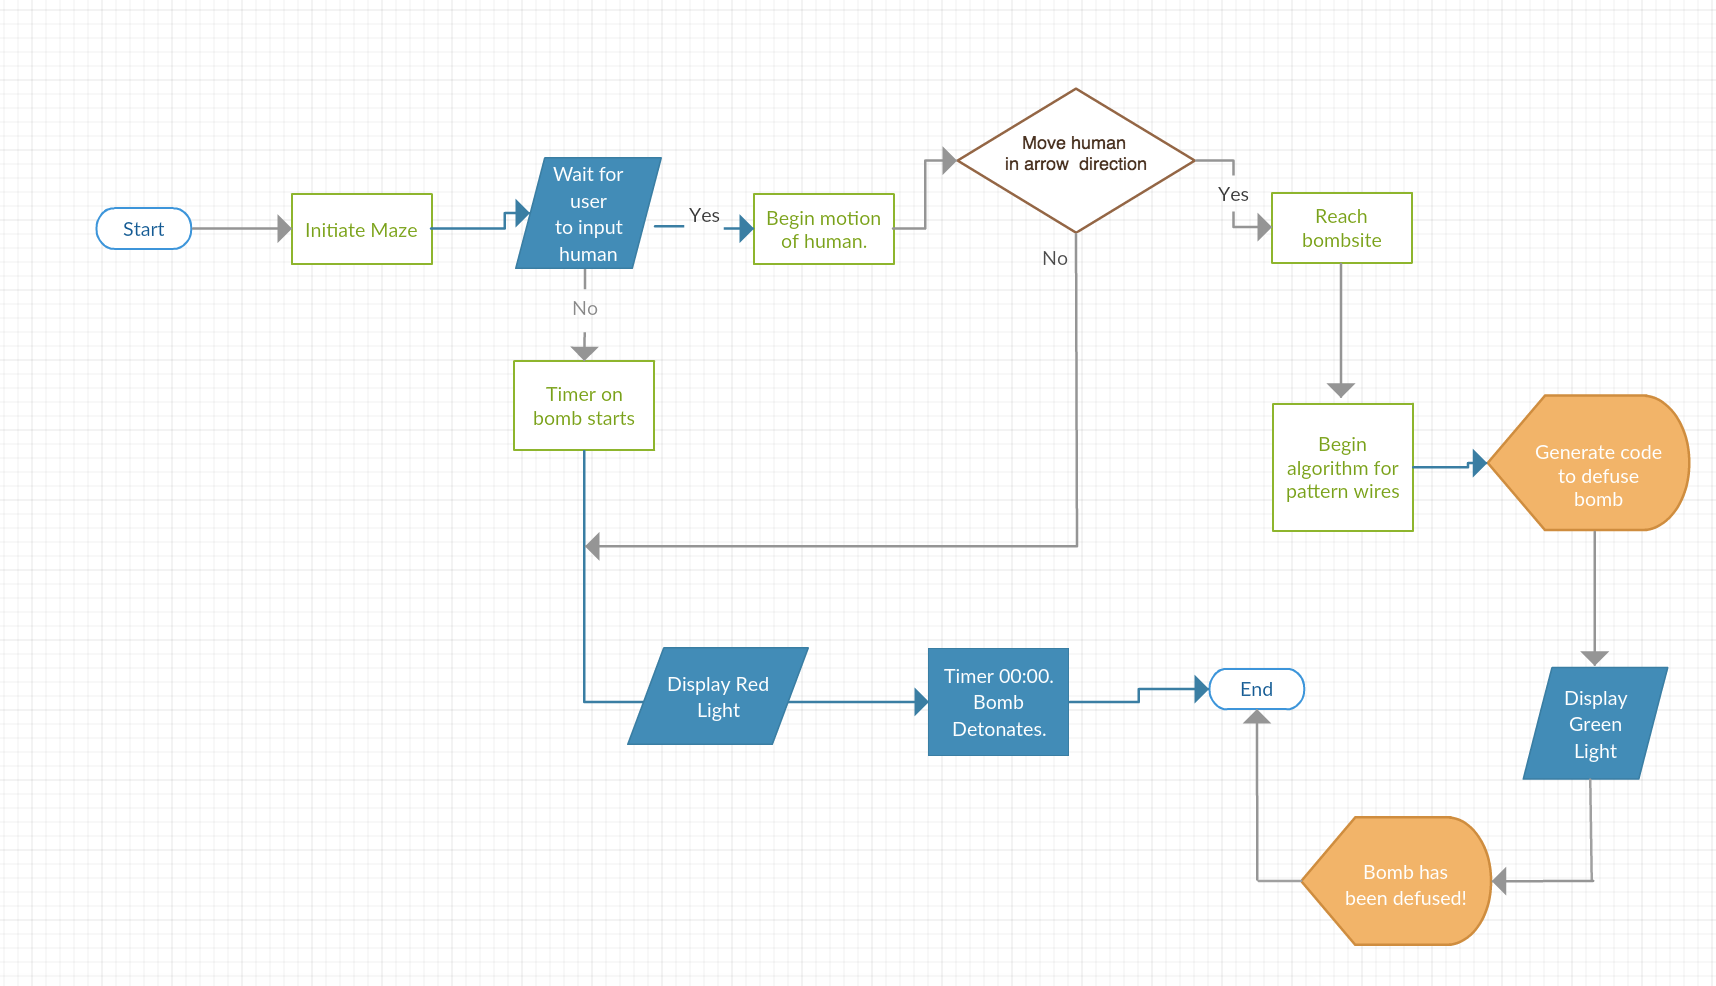 Start
Initiate Maze
Wait for
user
to input
human
Yes
Begin motion
of human.
Move human
in arrow  direction
Yes
Reach
bombsite
No
No
Timer on
bomb starts
Begin
algorithm for
pattern wires
Generate code
to defuse
bomb
Display Red
Light
Timer 00:00.
Bomb
Detonates.
End
Display
Green
Light
Bomb has
been defused!